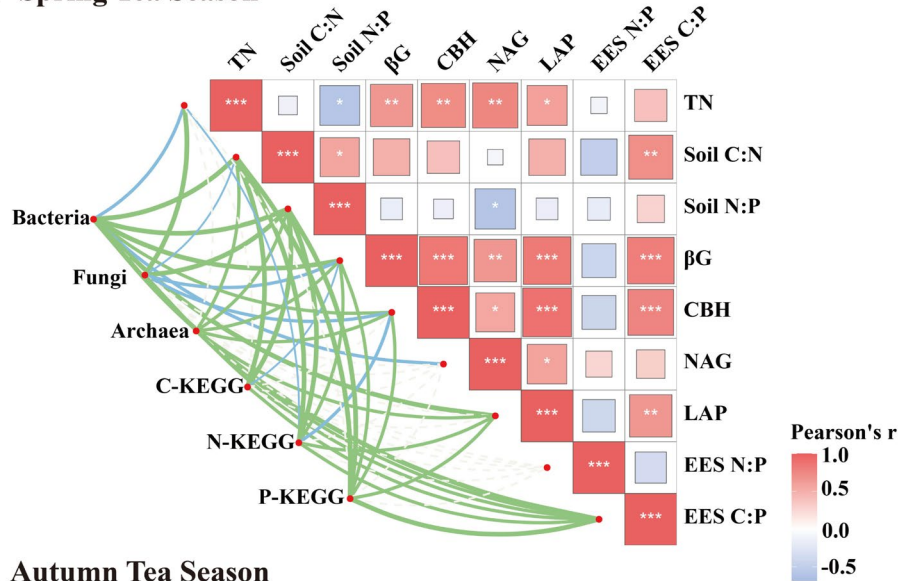 Spring Tea Season
TN Soil C:N Soil N:P βG CBH NAG LAP EES N:P EES C:P
*** * ** ** ** * TN
*** * ** Soil C:N
*** * Soil N:P
*** *** ** *** *** βG
*** * *** *** CBH
*** * NAG
*** ** LAP
*** EES N:P
*** EES C:P
Bacteria
Fungi
Archaea
C-KEGG
N-KEGG
P-KEGG
Pearson's r
1.0
0.5
0.0
-0.5
Autumn Tea Season